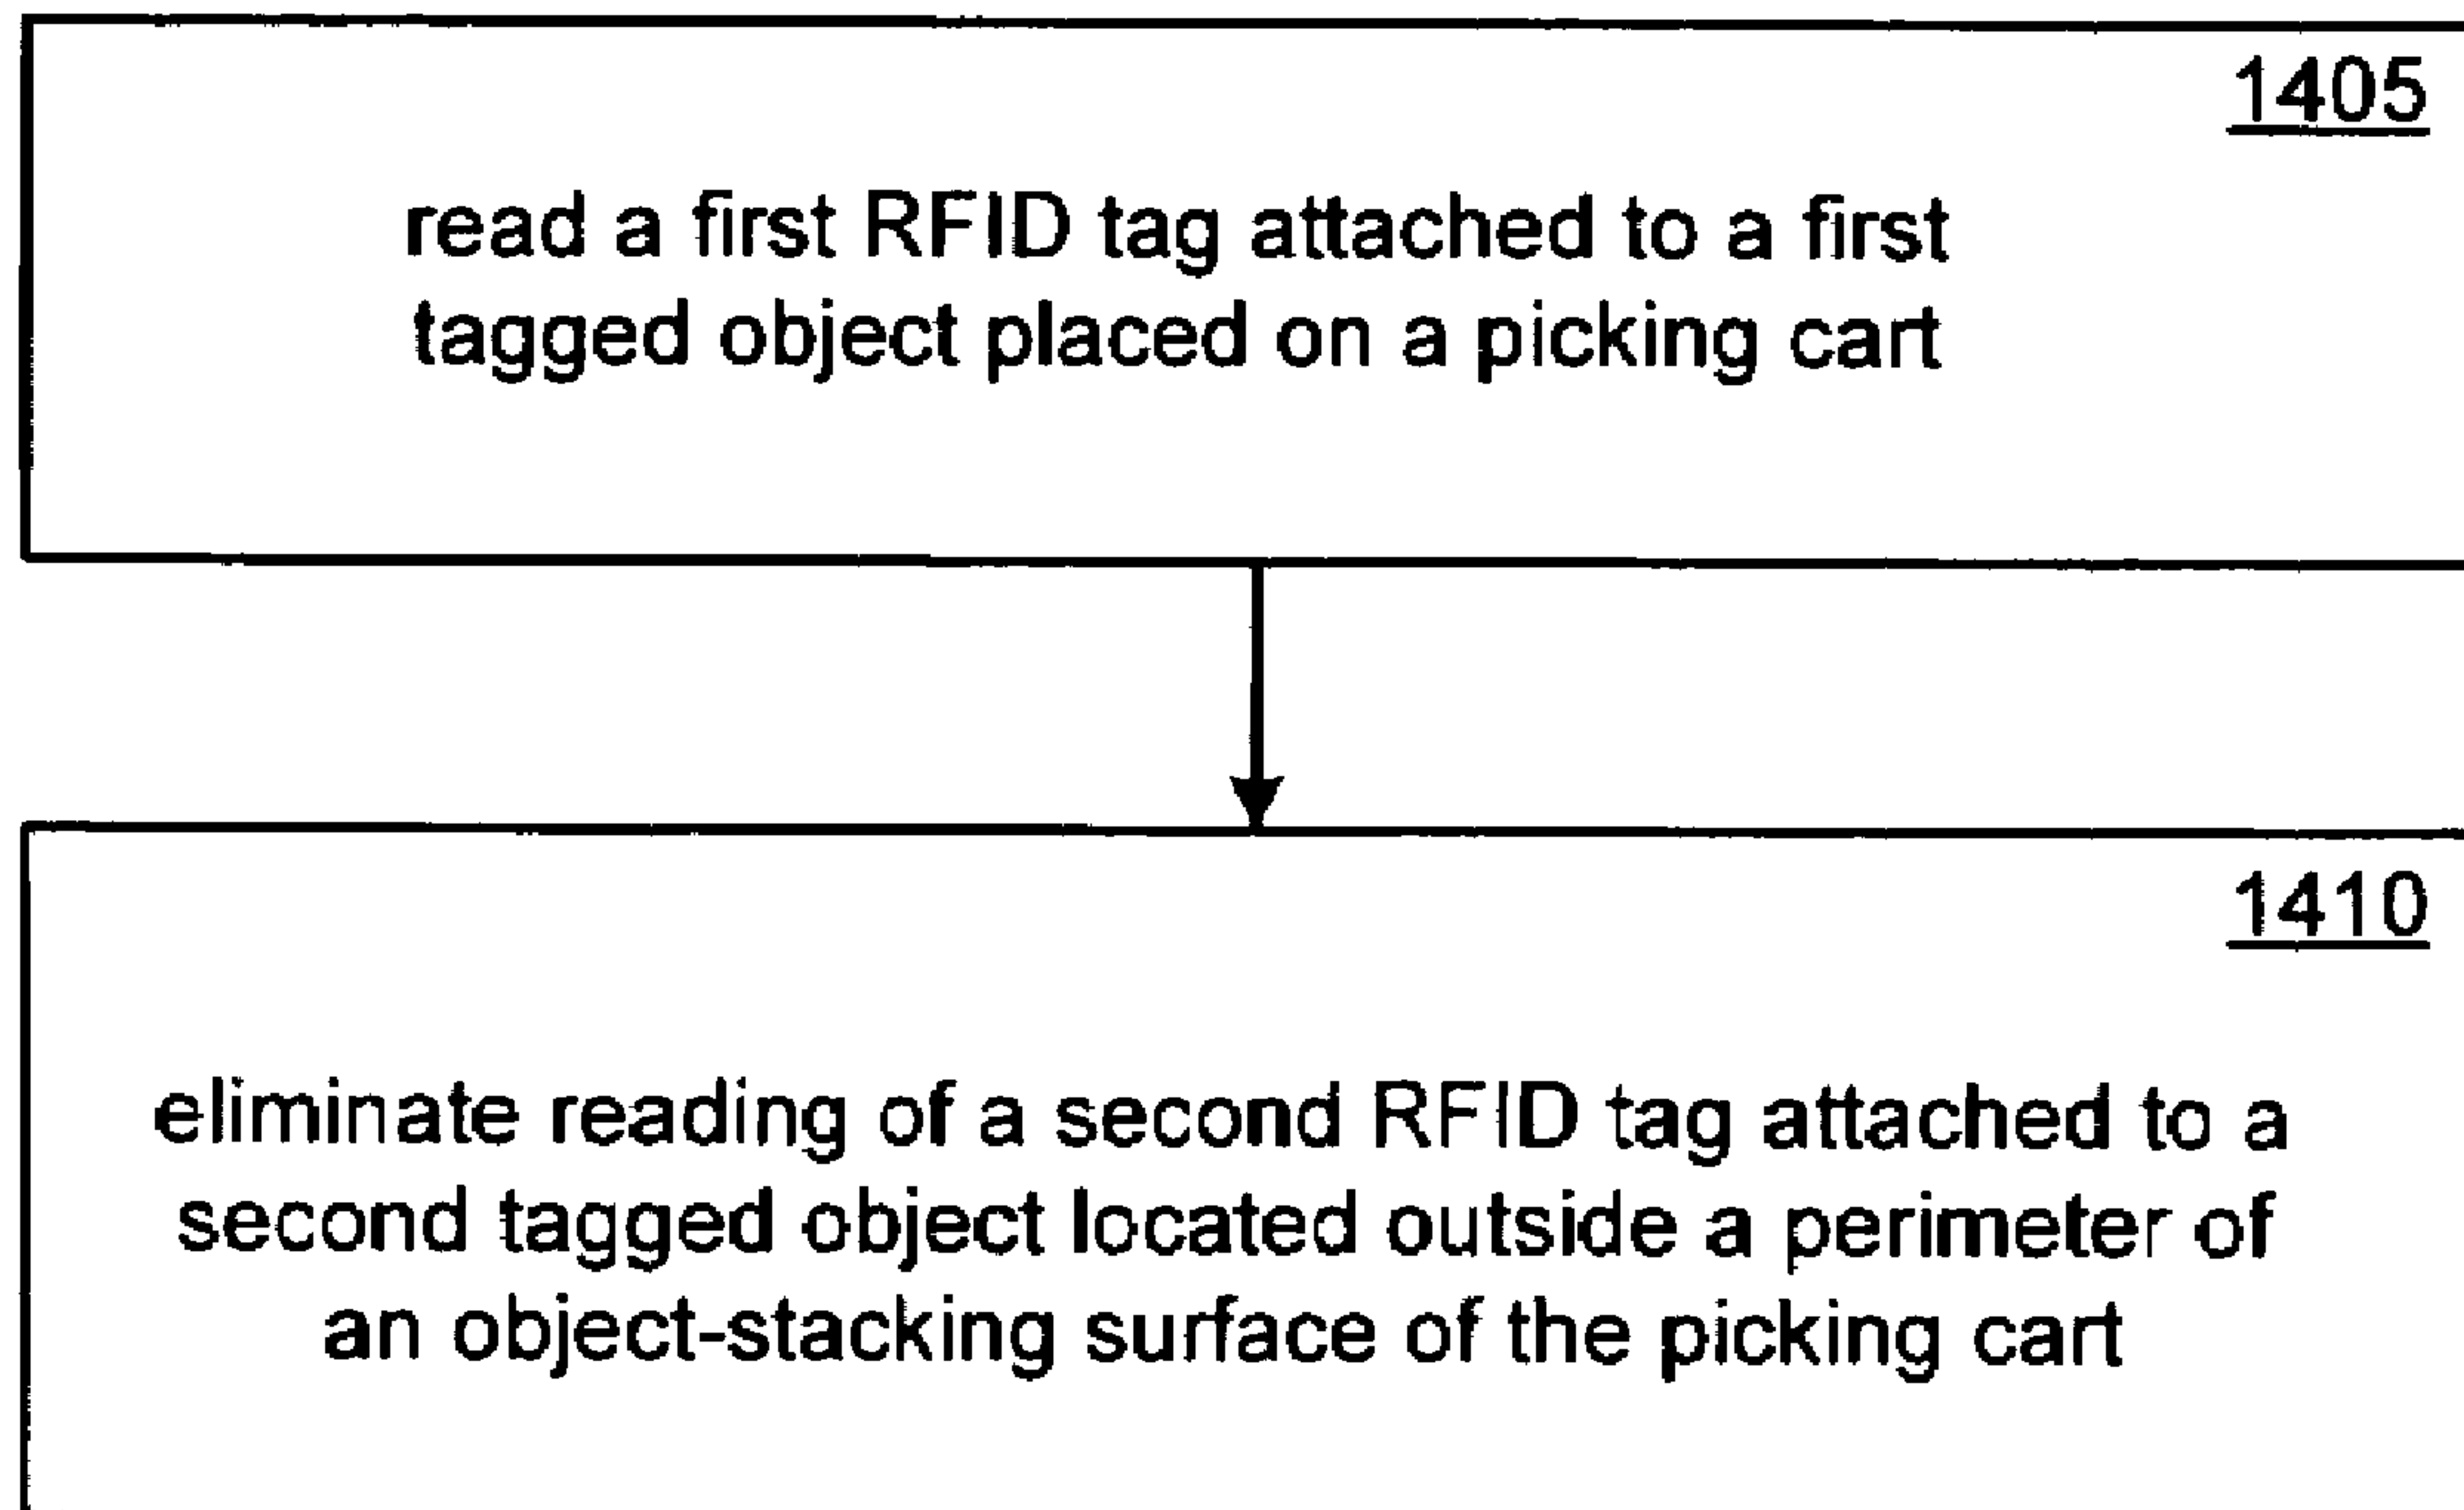 1405
read a first RFID tag attached to a first
tagged object placed on a picking cart
1410
eliminate reading of a second RFID tag attached to a
second tagged object located outside a perimeter of
an object-stacking surface of the picking cart